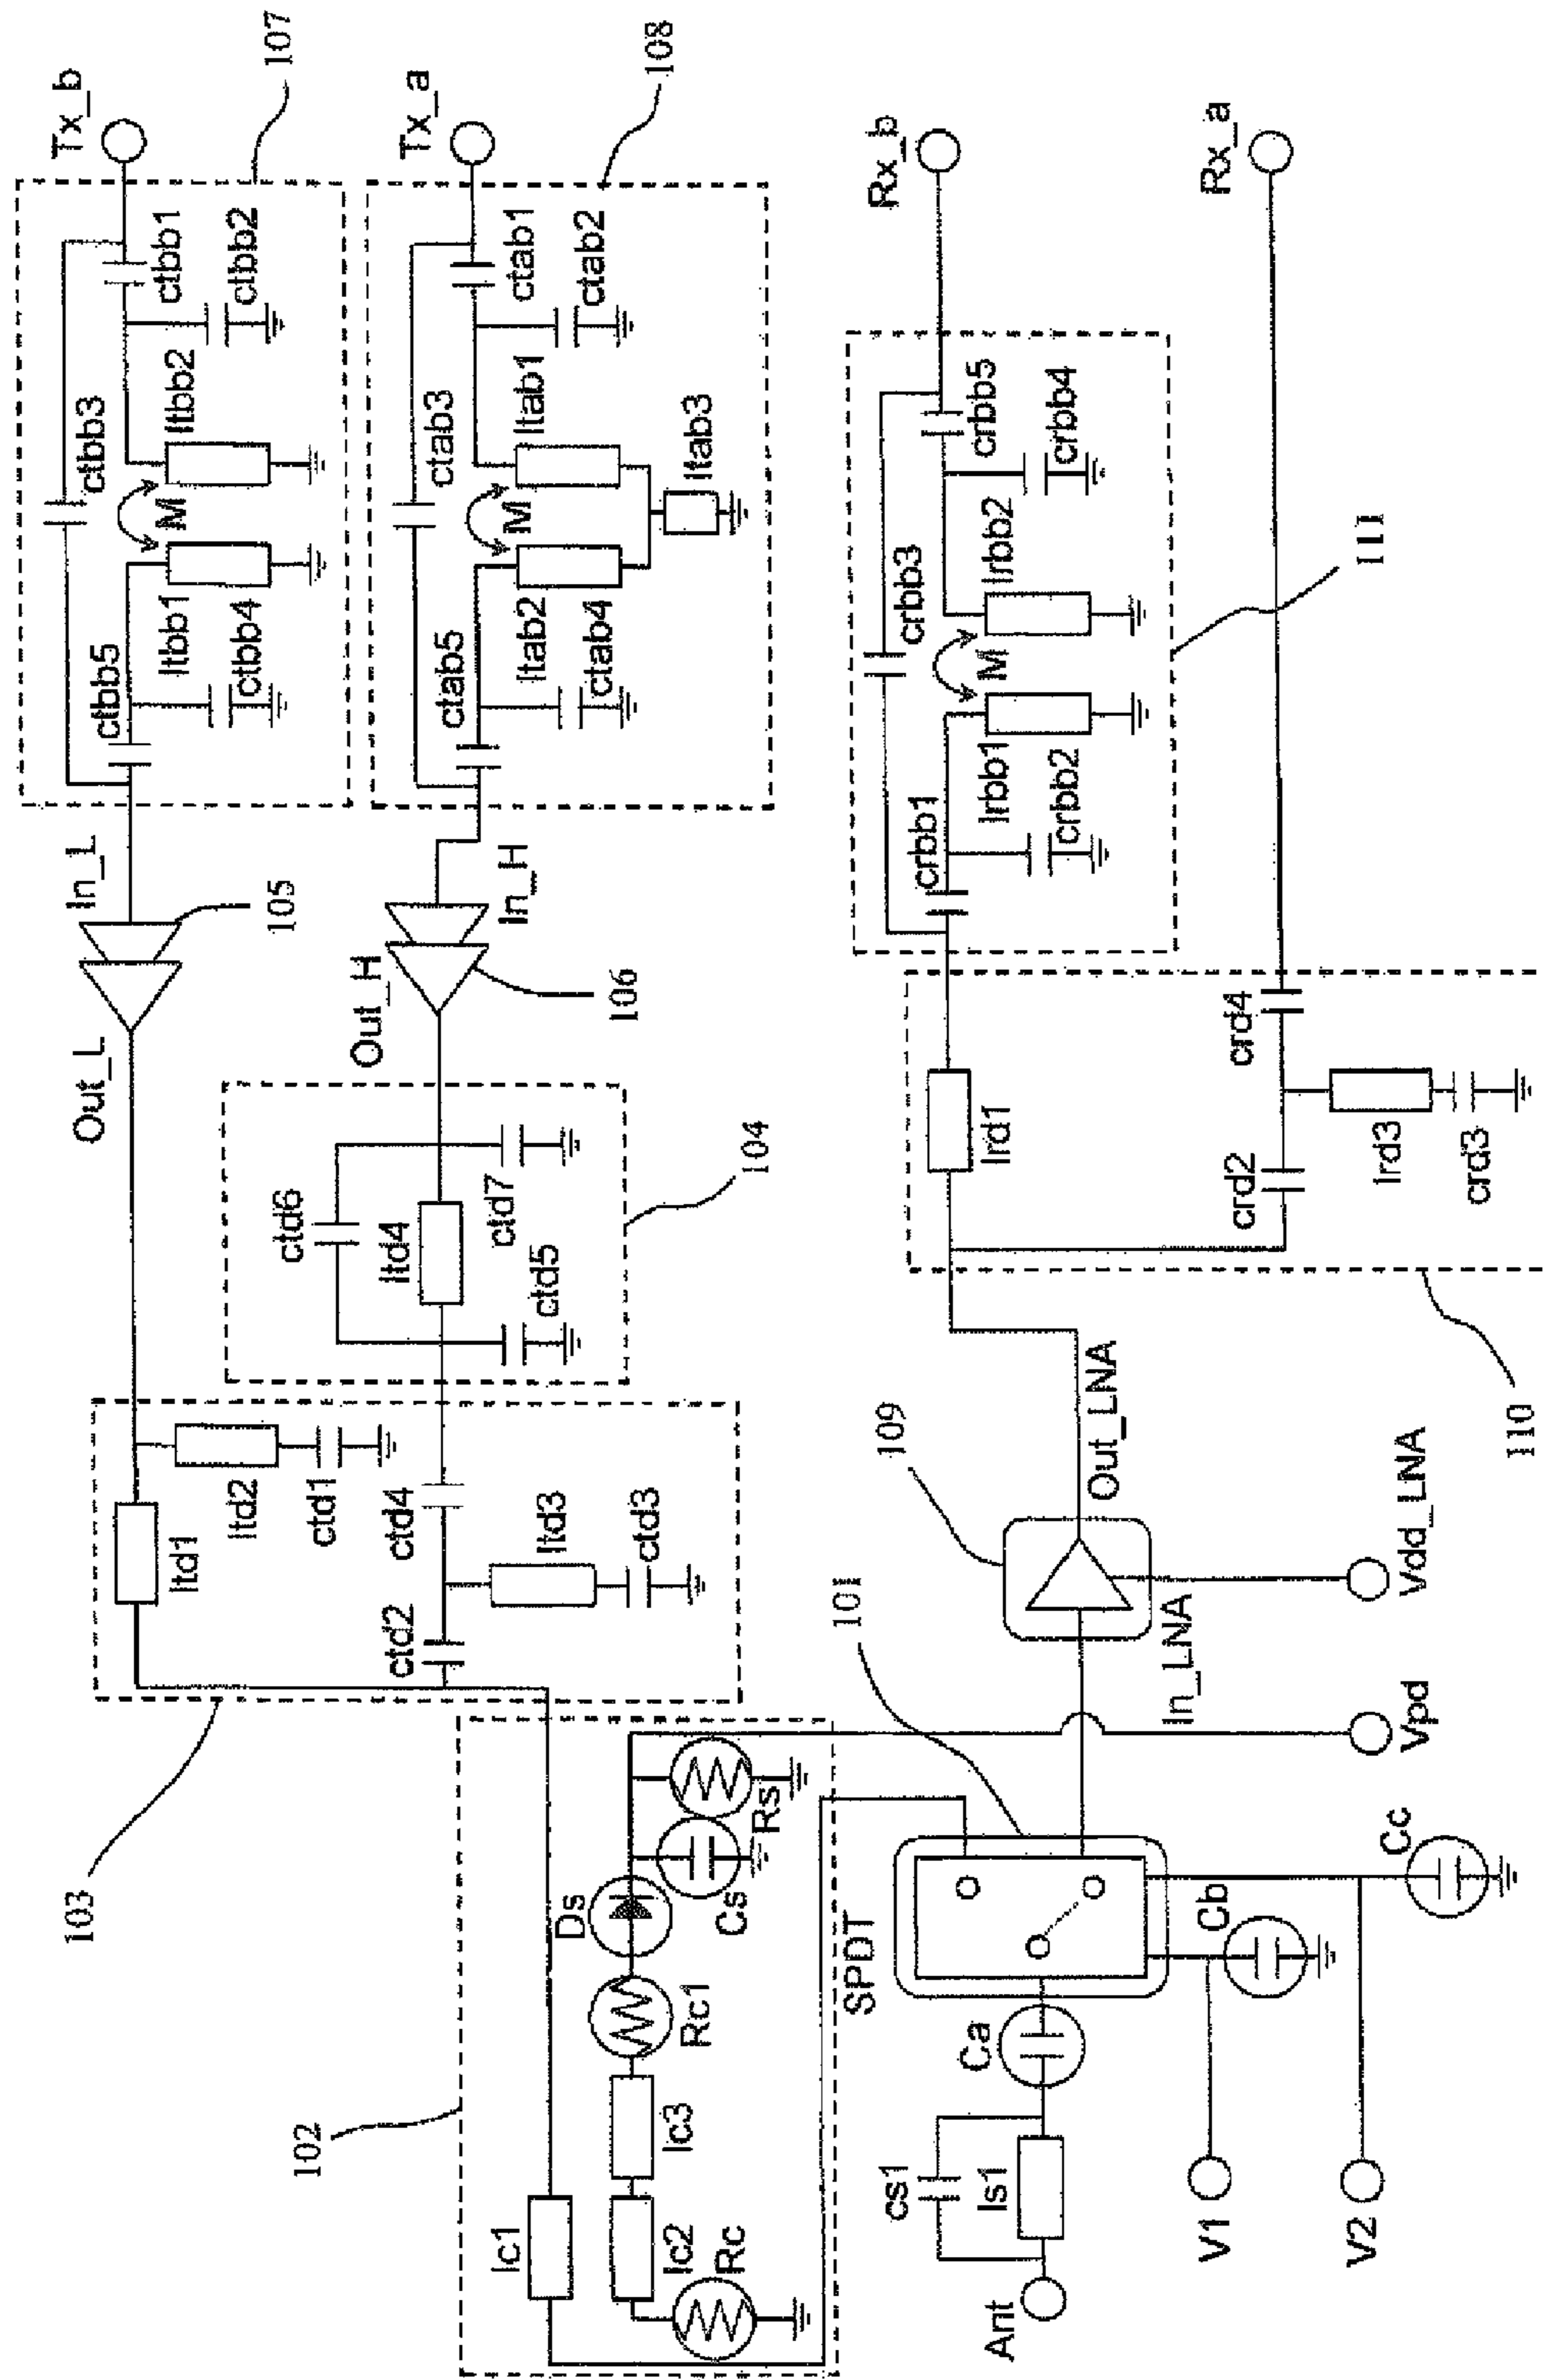 107
Tx_b
ctbb3
ctbb5
ctbb1
ctbb2
ltbb1
M
ltbb2
ctbb4
In_L
105
Out_L
108
Tx_a
ctab3
ctab5
ctab1
ctab2
ltab2
M
ltab1
ctab4
ltab3
In_H
106
Out_H
104
ctd6
ltd4
ctd7
ctd5
103
ltd1
ltd2
ctd1
ctd4
ctd2
ltd3
ctd3
102
lc1
lc2
lc3
Rc
Rc1
Ds
Cs
Rs
Vpd
101
SPDT
Ca
cs1
ls1
Ant
V1
V2
Cb
Cc
109
In_LNA
Out_LNA
Vdd_LNA
110
lrd1
crd2
crd4
lrd3
crd3
111
crbb3
crbb1
crbb5
lrbb1
M
lrbb2
crbb2
crbb4
Rx_b
Rx_a